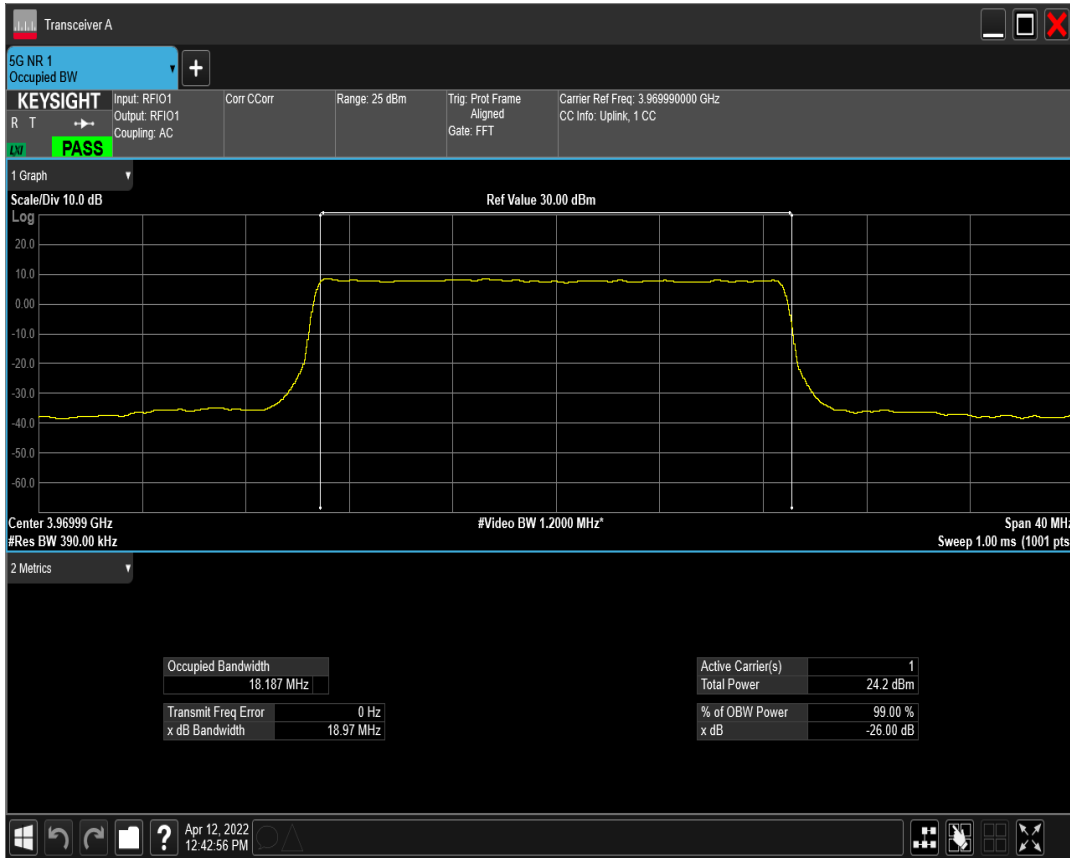 Transceiver A
5G NR 1
Occupied BW
+
KEYSIGHT Input: RFIO1 Corr CCorr Range: 25 dBm Trig: Prot Frame Carrier Ref Freq: 3.969990000 GHz
R T Output: RFIO1 Aligned CC Info: Uplink, 1 CC
Coupling: AC Gate: FFT
LXI PASS
1 Graph
Scale/Div 10.0 dB Ref Value 30.00 dBm
Log
20.0
10.0
0.00
-10.0
-20.0
-30.0
-40.0
-50.0
-60.0
Center 3.96999 GHz #Video BW 1.2000 MHz* Span 40 MHz
#Res BW 390.00 kHz Sweep 1.00 ms (1001 pts
2 Metrics
Occupied Bandwidth Active Carrier(s) 1
18.187 MHz Total Power 24.2 dBm
Transmit Freq Error 0 Hz % of OBW Power 99.00 %
x dB Bandwidth 18.97 MHz x dB -26.00 dB
? Apr 12, 2022
12:42:56 PM